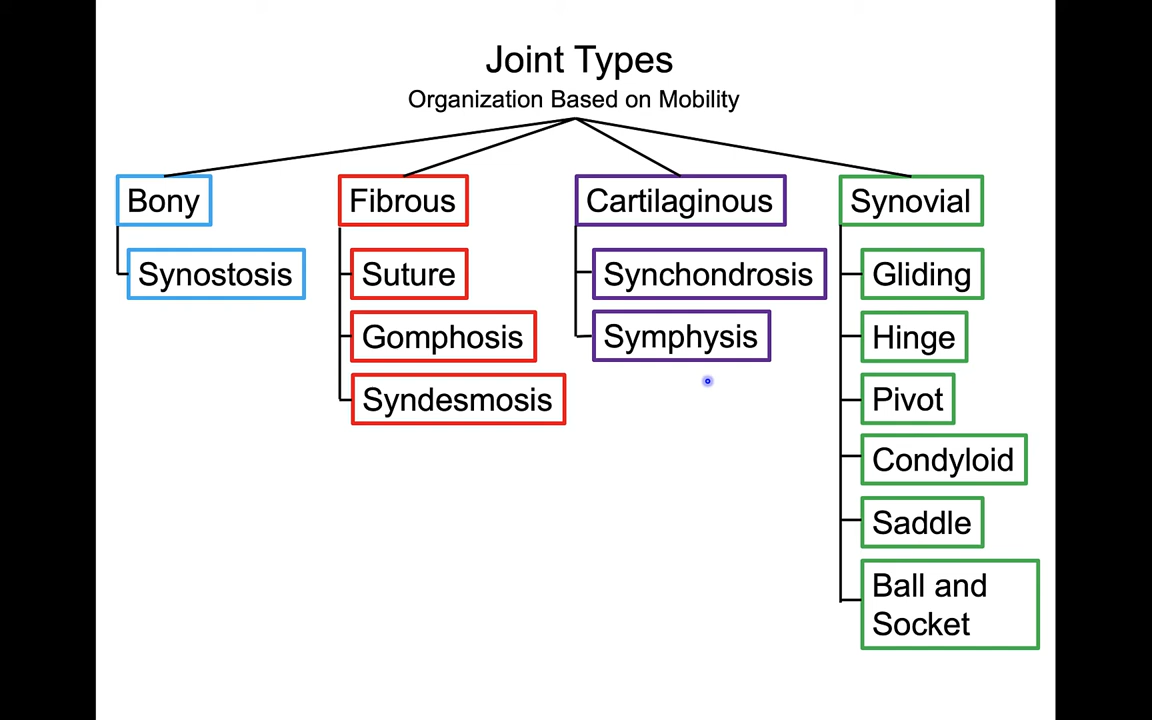 Joint Types
Organization Based on Mobility
Bony
Synostosis
Fibrous
Suture
Gomphosis
Syndesmosis
Cartilaginous
Synchondrosis
Symphysis
Synovial
Gliding
Hinge
Pivot
Condyloid
Saddle
Ball and
Socket